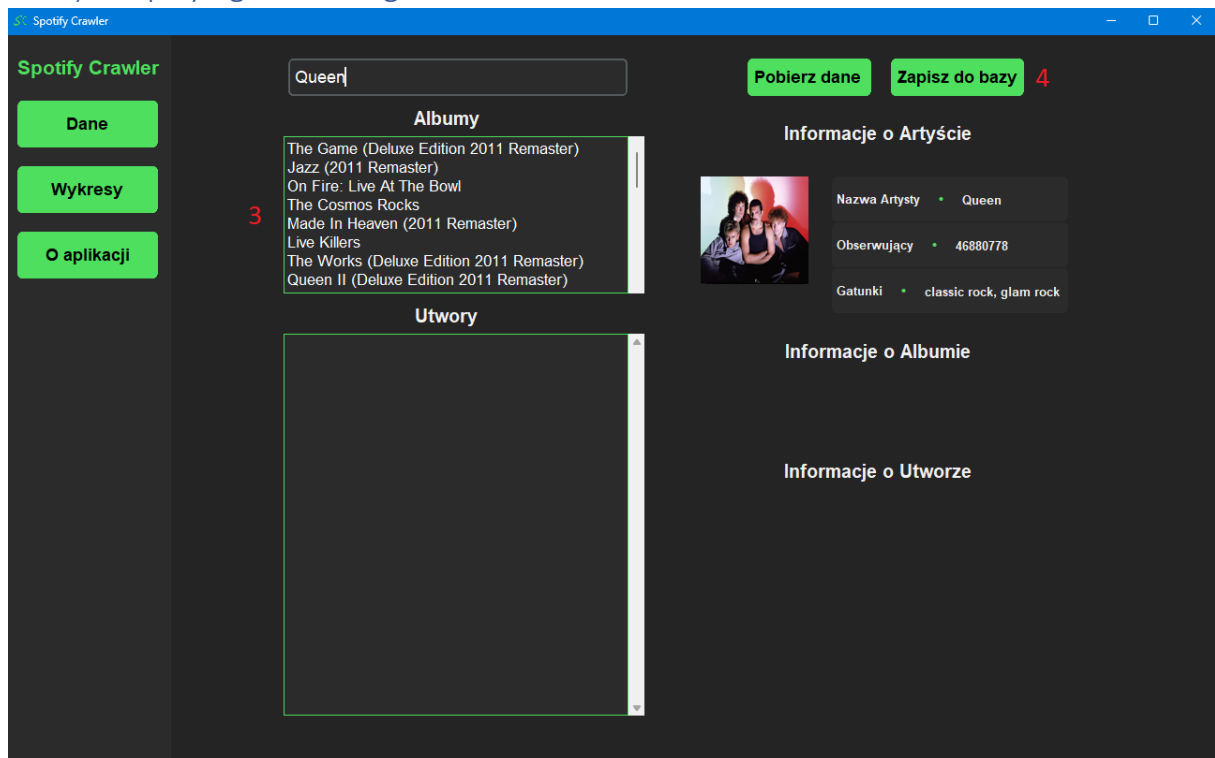 Spotify Crawler
Spotify Crawler
Dane
Wykresy
O aplikacji
Queen
Pobierz dane
Zapisz do bazy
4
Albumy
3
The Game (Deluxe Edition 2011 Remaster)
Jazz (2011 Remaster)
On Fire: Live At The Bowl
The Cosmos Rocks
Made In Heaven (2011 Remaster)
Live Killers
The Works (Deluxe Edition 2011 Remaster)
Queen II (Deluxe Edition 2011 Remaster)
Utwory
Informacje o Artyście
Nazwa Artysty • Queen
Obserwujący • 46880778
Gatunki • classic rock, glam rock
Informacje o Albumie
Informacje o Utworze